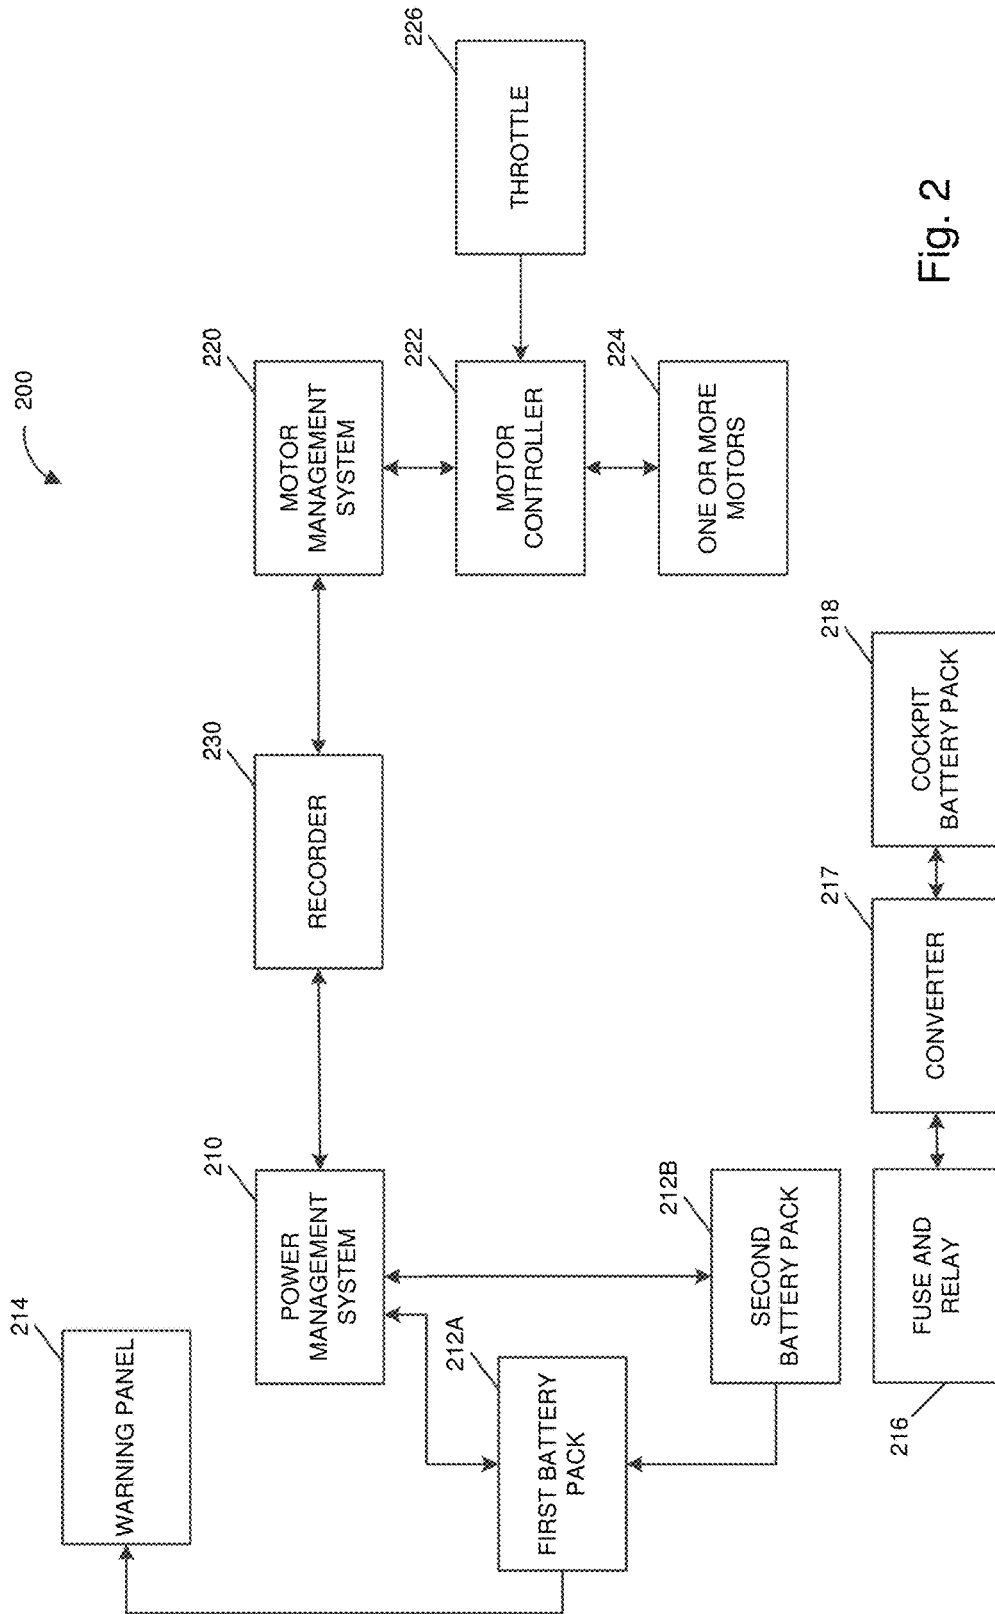 200
214
WARNING PANEL
210
POWER
MANAGEMENT
SYSTEM
230
RECORDER
220
MOTOR
MANAGEMENT
SYSTEM
212A
FIRST BATTERY
PACK
222
MOTOR
CONTROLLER
226
THROTTLE
212B
SECOND
BATTERY PACK
224
ONE OR MORE
MOTORS
216
FUSE AND
RELAY
217
CONVERTER
218
COCKPIT
BATTERY PACK
Fig. 2